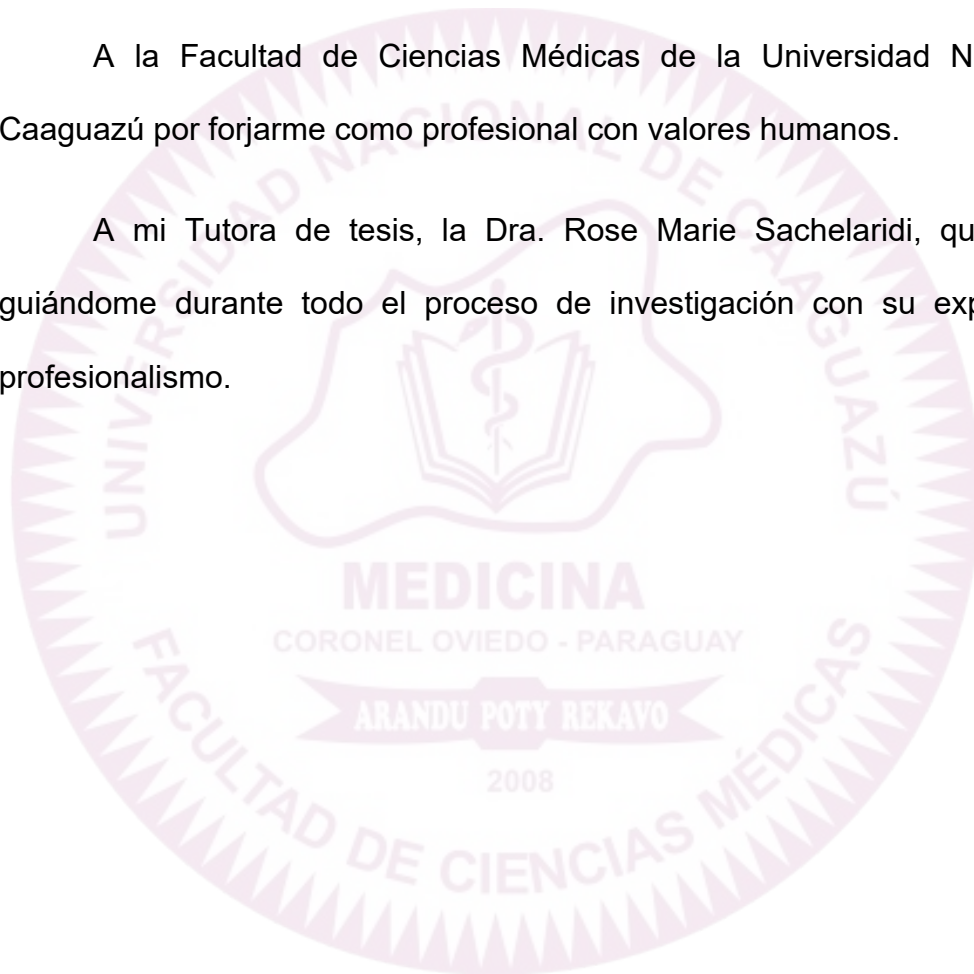 A la Facultad de Ciencias Médicas de la Universidad N
Caaguazú por forjarme como profesional con valores humanos.
A mi Tutora de tesis, la Dra. Rose Marie Sachelaridi, qu
guiándome durante todo el proceso de investigación con su exp
profesionalismo.
UNIVERSIDAD NACIONAL DE CAAGUAZÚ
MEDICINA
CORONEL OVIEDO - PARAGUAY
ARANDU POTY REKAVO
2008
FACULTAD DE CIENCIAS MÉDICAS